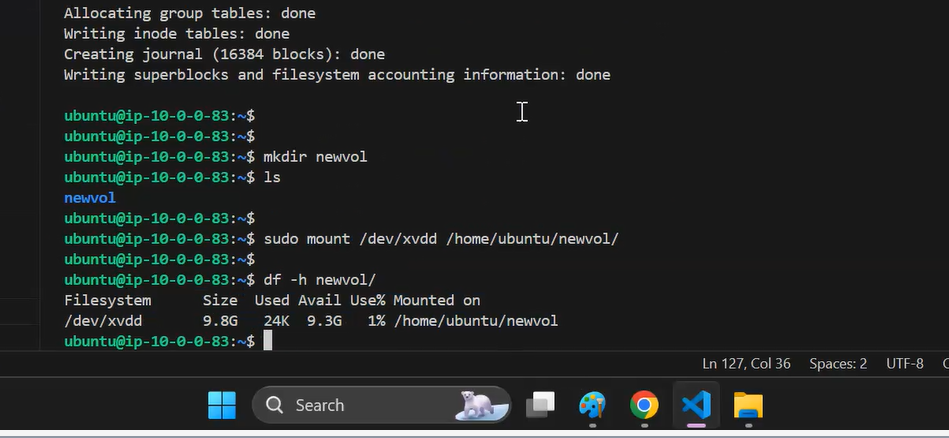 Allocating group tables: done
Writing inode tables: done
Creating journal (16384 blocks): done
Writing superblocks and filesystem accounting information: done
ubuntu@ip-10-0-0-83:~$
ubuntu@ip-10-0-0-83:~$
ubuntu@ip-10-0-0-83:~$ mkdir newvol
ubuntu@ip-10-0-0-83:~$ ls
newvol
ubuntu@ip-10-0-0-83:~$
ubuntu@ip-10-0-0-83:~$ sudo mount /dev/xvdd /home/ubuntu/newvol/
ubuntu@ip-10-0-0-83:~$
ubuntu@ip-10-0-0-83:~$ df -h newvol/
Filesystem      Size  Used Avail Use% Mounted on
/dev/xvdd       9.8G   24K  9.3G   1% /home/ubuntu/newvol
ubuntu@ip-10-0-0-83:~$
Ln 127, Col 36 Spaces: 2 UTF-8
Search